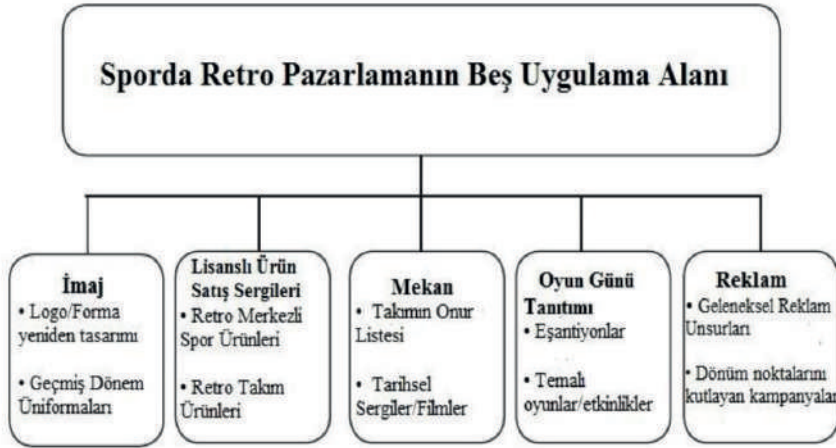 Sporda Retro Pazarlamanın Beş Uygulama Alanı
İmaj
• Logo/Forma
yeniden tasarımı
• Geçmiş Dönem
Üniformaları
Lisanslı Ürün
Satış Sergileri
• Retro Merkezli
Spor Ürünleri
• Retro Takım
Ürünleri
Mekan
• Takımın Onur
Listesi
• Tarihsel
Sergiler/Filmler
Oyun Günü
Tanıtımı
• Eşantiyonlar
• Temalı
oyunlar/etkinlikler
Reklam
• Geleneksel Reklam
Unsurları
• Dönüm noktalarını
kutlayan kampanyalar